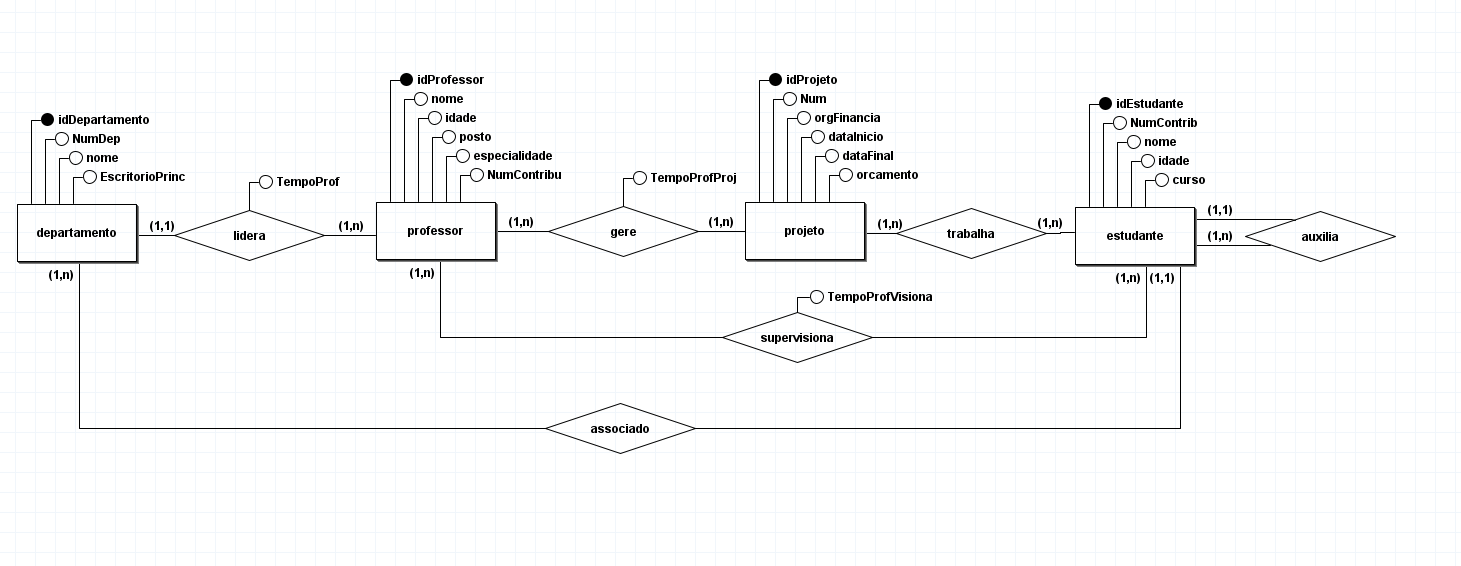 idDepartamento
NumDep
nome
EscritorioPrinc
departamento
(1,1)
(1,n)
TempoProf
lidera
(1,n)
idProfessor
nome
idade
posto
especialidade
NumContribu
professor
(1,n)
(1,n)
TempoProfProj
gere
(1,n)
idProjeto
Num
orgFinancia
dataInicio
dataFinal
orcamento
projeto
(1,n)
trabalha
(1,n)
idEstudante
NumContrib
nome
idade
curso
estudante
(1,1)
(1,n)
auxilia
(1,n)
(1,1)
TempoProfVisiona
supervisiona
associado